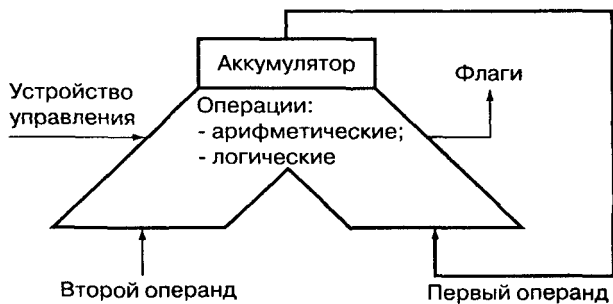 Аккумулятор
Флаги
Устройство
управления
Операции:
- арифметические;
- логические
Второй операнд
Первый операнд